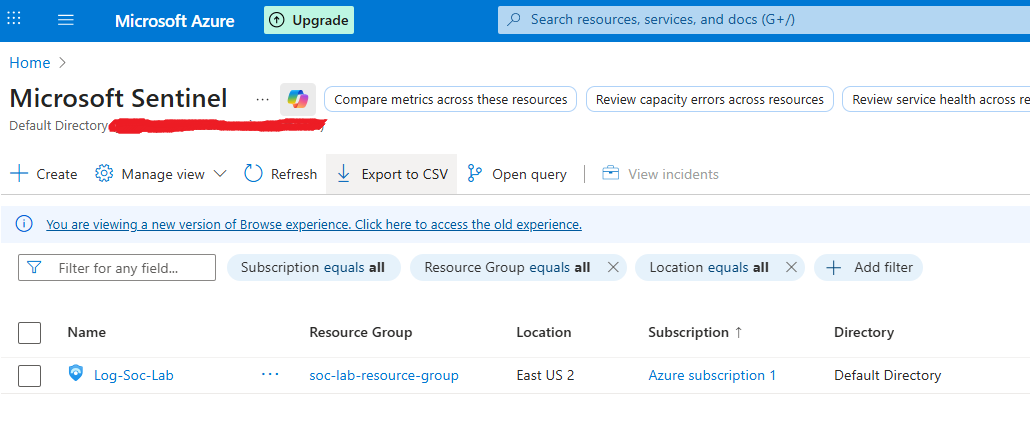 Microsoft Azure Upgrade Search resources, services, and docs (G+/)
Home >
Microsoft Sentinel ... Compare metrics across these resources Review capacity errors across resources Review service health across re
Default Directory
+ Create Manage view Refresh Export to CSV Open query View incidents
You are viewing a new version of Browse experience. Click here to access the old experience.
Filter for any field... Subscription equals all Resource Group equals all Location equals all Add filter
Name Resource Group Location Subscription ↑ Directory
Log-Soc-Lab ... soc-lab-resource-group East US 2 Azure subscription 1 Default Directory